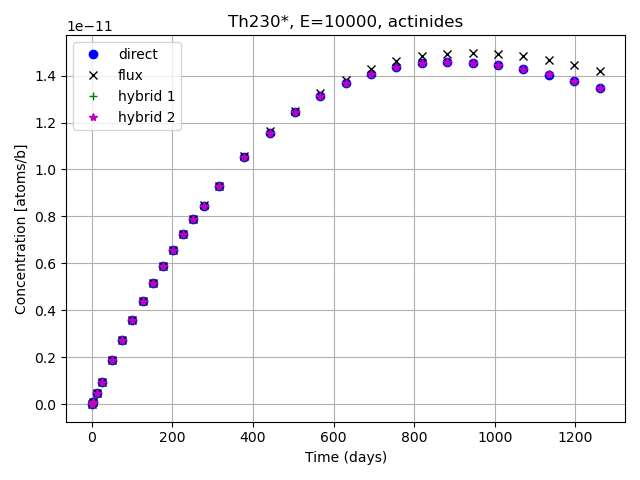 Th230*, E=10000, actinides
1e−11
direct
flux
hybrid 1
hybrid 2
1.4
1.2
1.0
0.8
0.6
0.4
0.2
0.0
Concentration [atoms/b]
0 200 400 600 800 1000 1200
Time (days)